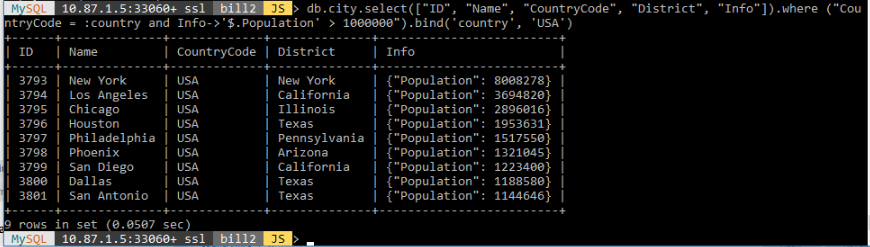 MySQL 10.87.1.5:33060+ ssl bill2 JS > db.city.select(["ID", "Name", "CountryCode", "District", "Info"]).where ("Cou
ntryCode = :country and Info->'$.Population' > 1000000").bind('country', 'USA')
+------+--------------+-------------+--------------+-------------------------+
| ID | Name | CountryCode | District | Info |
+------+--------------+-------------+--------------+-------------------------+
| 3793 | New York | USA | New York | {"Population": 8008278} |
| 3794 | Los Angeles | USA | California | {"Population": 3694820} |
| 3795 | Chicago | USA | Illinois | {"Population": 2896016} |
| 3796 | Houston | USA | Texas | {"Population": 1953631} |
| 3797 | Philadelphia | USA | Pennsylvania | {"Population": 1517550} |
| 3798 | Phoenix | USA | Arizona | {"Population": 1321045} |
| 3799 | San Diego | USA | California | {"Population": 1223400} |
| 3800 | Dallas | USA | Texas | {"Population": 1188580} |
| 3801 | San Antonio | USA | Texas | {"Population": 1144646} |
+------+--------------+-------------+--------------+-------------------------+
9 rows in set (0.0507 sec)
MySQL 10.87.1.5:33060+ ssl bill2 JS >